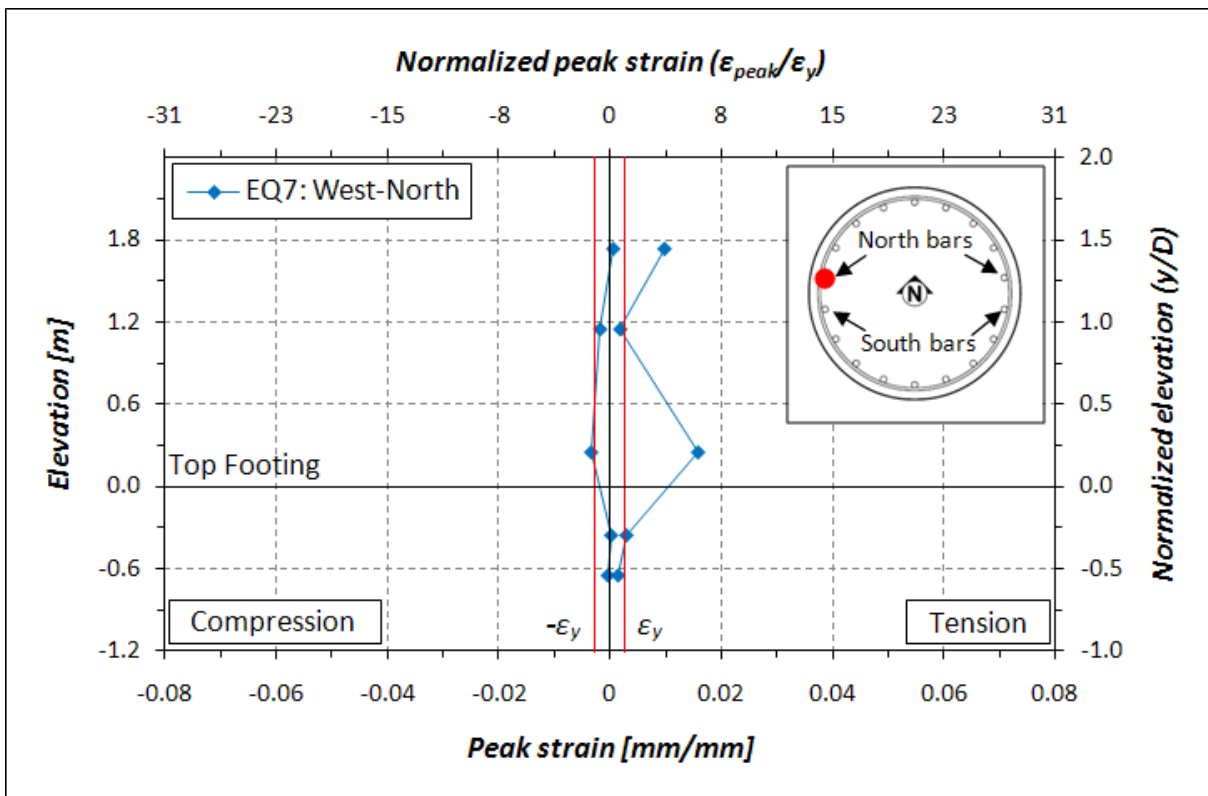 Normalized peak strain (εpeak/εy)
-31 -23 -15 -8 0 8 15 23 31
EQ7: West-North
2.0
1.8 1.5
1.2 1.0
0.6 0.5
0.0 0.0
-0.6 -0.5
-1.2 -1.0
North bars
N
South bars
Top Footing
Elevation [m]
Normalized elevation (y/D)
Compression -εy εy Tension
-0.08 -0.06 -0.04 -0.02 0 0.02 0.04 0.06 0.08
Peak strain [mm/mm]